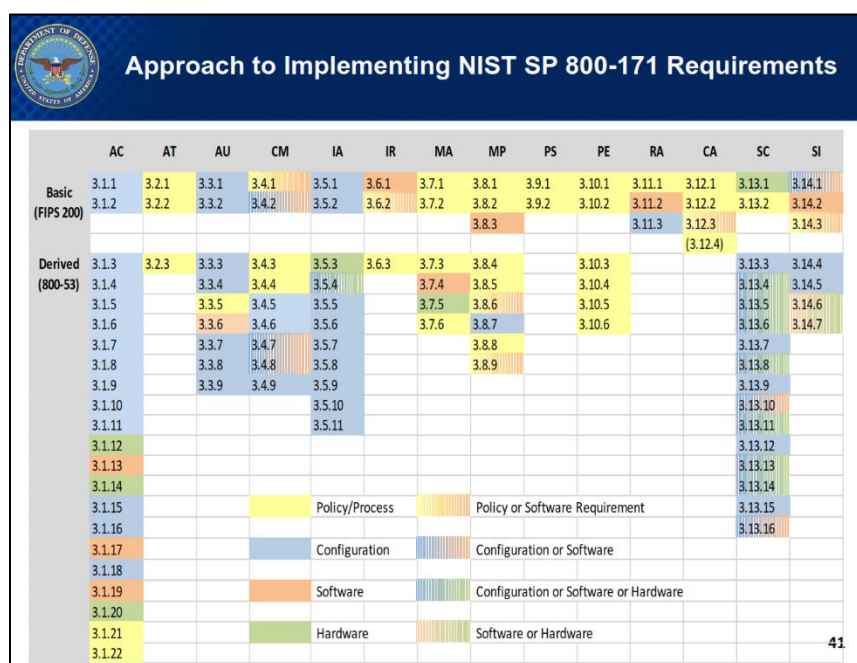 DEPARTMENT OF DEFENSE
UNITED STATES OF AMERICA
Approach to Implementing NIST SP 800-171 Requirements
AC AT AU CM IA IR MA MP PS PE RA CA SC SI
Basic
(FIPS 200)
3.1.1 3.2.1 3.3.1 3.4.1 3.5.1 3.6.1 3.7.1 3.8.1 3.9.1 3.10.1 3.11.1 3.12.1 3.13.1 3.14.1
3.1.2 3.2.2 3.3.2 3.4.2 3.5.2 3.6.2 3.7.2 3.8.2 3.9.2 3.10.2 3.11.2 3.12.2 3.13.2 3.14.2
3.8.3 3.11.3 3.12.3 3.14.3
(3.12.4)
Derived 3.1.3 3.2.3 3.3.3 3.4.3 3.5.3 3.6.3 3.7.3 3.8.4 3.10.3 3.13.3 3.14.4
(800-53) 3.1.4 3.3.4 3.4.4 3.5.4 3.7.4 3.8.5 3.10.4 3.13.4 3.14.5
3.1.5 3.3.5 3.4.5 3.5.5 3.7.5 3.8.6 3.10.5 3.13.5 3.14.6
3.1.6 3.3.6 3.4.6 3.5.6 3.7.6 3.8.7 3.10.6 3.13.6 3.14.7
3.1.7 3.3.7 3.4.7 3.5.7 3.8.8 3.13.7
3.1.8 3.3.8 3.4.8 3.5.8 3.8.9 3.13.8
3.1.9 3.3.9 3.4.9 3.5.9 3.13.9
3.1.10 3.5.10 3.13.10
3.1.11 3.5.11 3.13.11
3.1.12 3.13.12
3.1.13 3.13.13
3.1.14 3.13.14
3.1.15 Policy/Process Policy or Software Requirement 3.13.15
3.1.16 3.13.16
3.1.17 Configuration Configuration or Software
3.1.18
3.1.19 Software Configuration or Software or Hardware
3.1.20
3.1.21 Hardware Software or Hardware
3.1.22
41